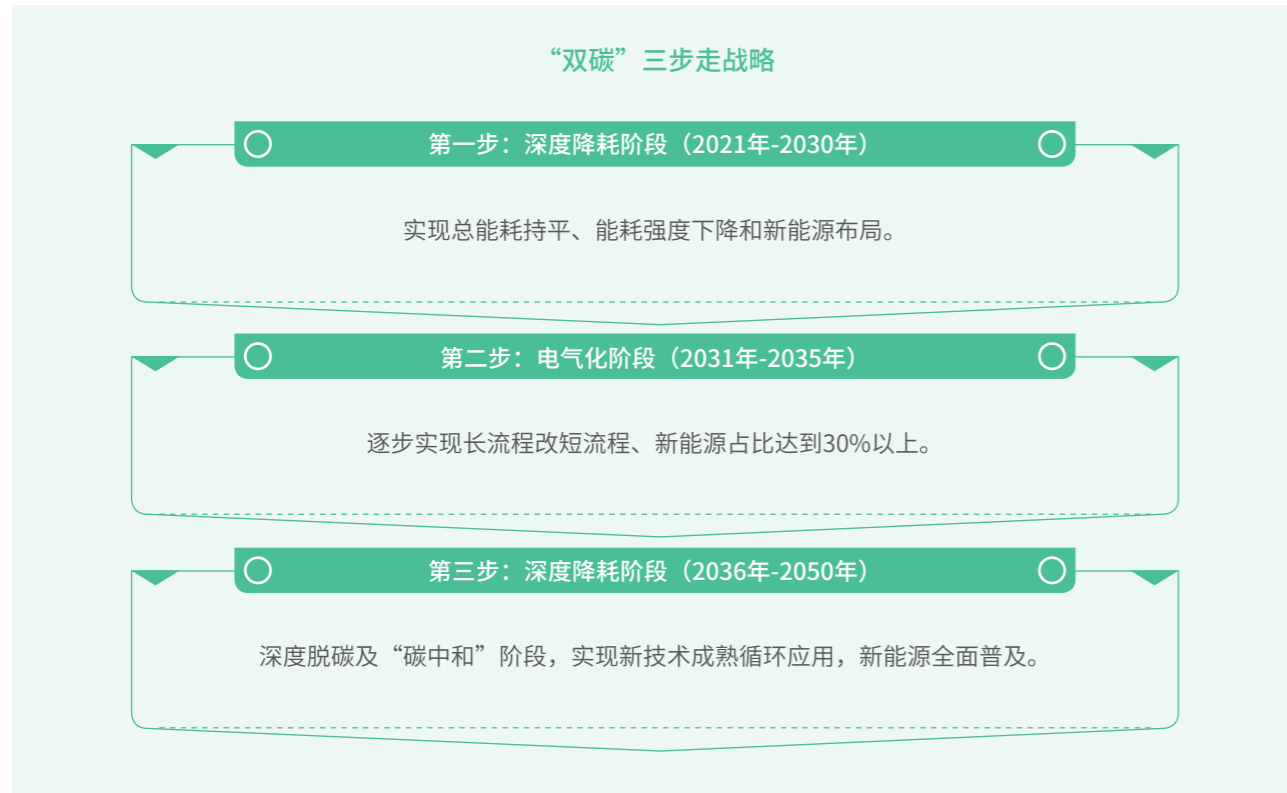 “双碳”三步走战略
第一步：深度降耗阶段（2021年-2030年）
实现总能耗持平、能耗强度下降和新能源布局。
第二步：电气化阶段（2031年-2035年）
逐步实现长流程改短流程、新能源占比达到30%以上。
第三步：深度降耗阶段（2036年-2050年）
深度脱碳及“碳中和”阶段，实现新技术成熟循环应用，新能源全面普及。